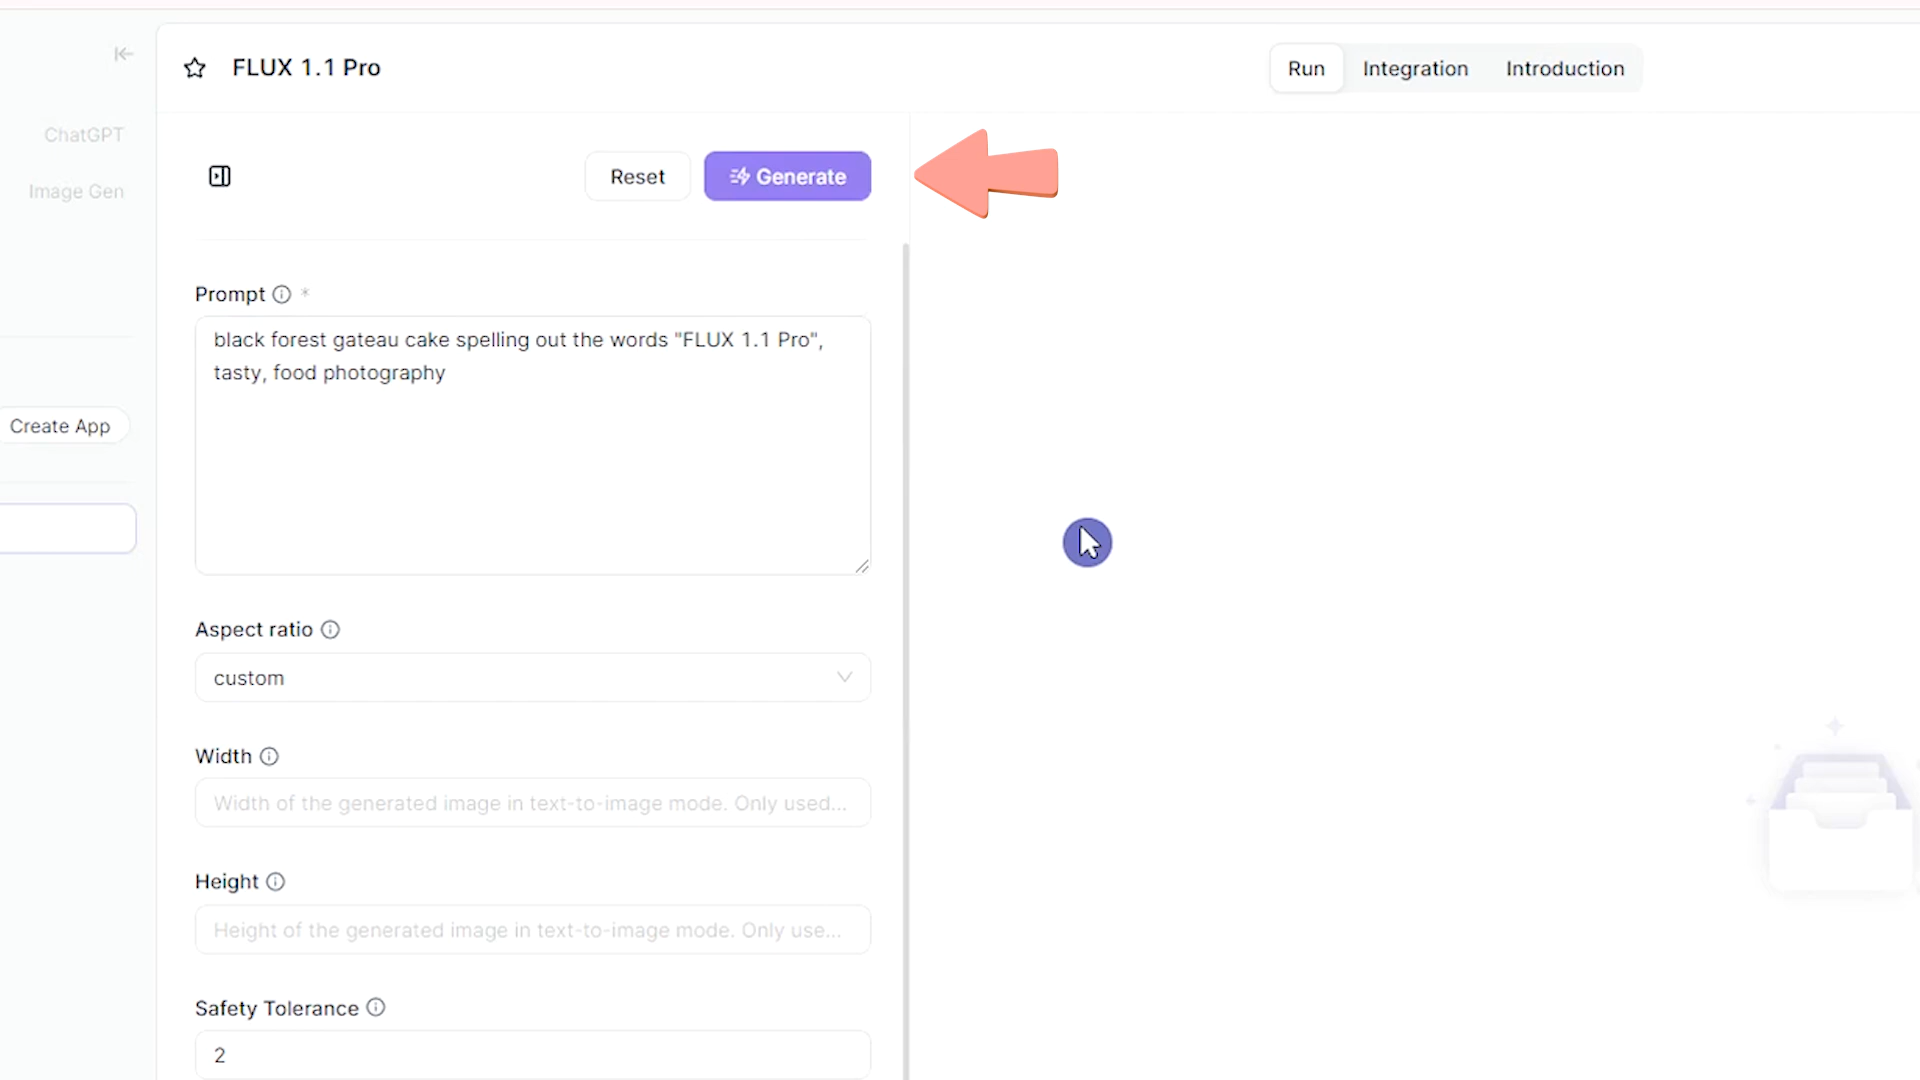 FLUX 1.1 Pro
Run
Integration
Introduction
ChatGPT
Image Gen
Create App
Reset
Generate
Prompt *
black forest gateau cake spelling out the words "FLUX 1.1 Pro",
tasty, food photography
Aspect ratio
custom
Width
Width of the generated image in text-to-image mode. Only used...
Height
Height of the generated image in text-to-image mode. Only use...
Safety Tolerance
2